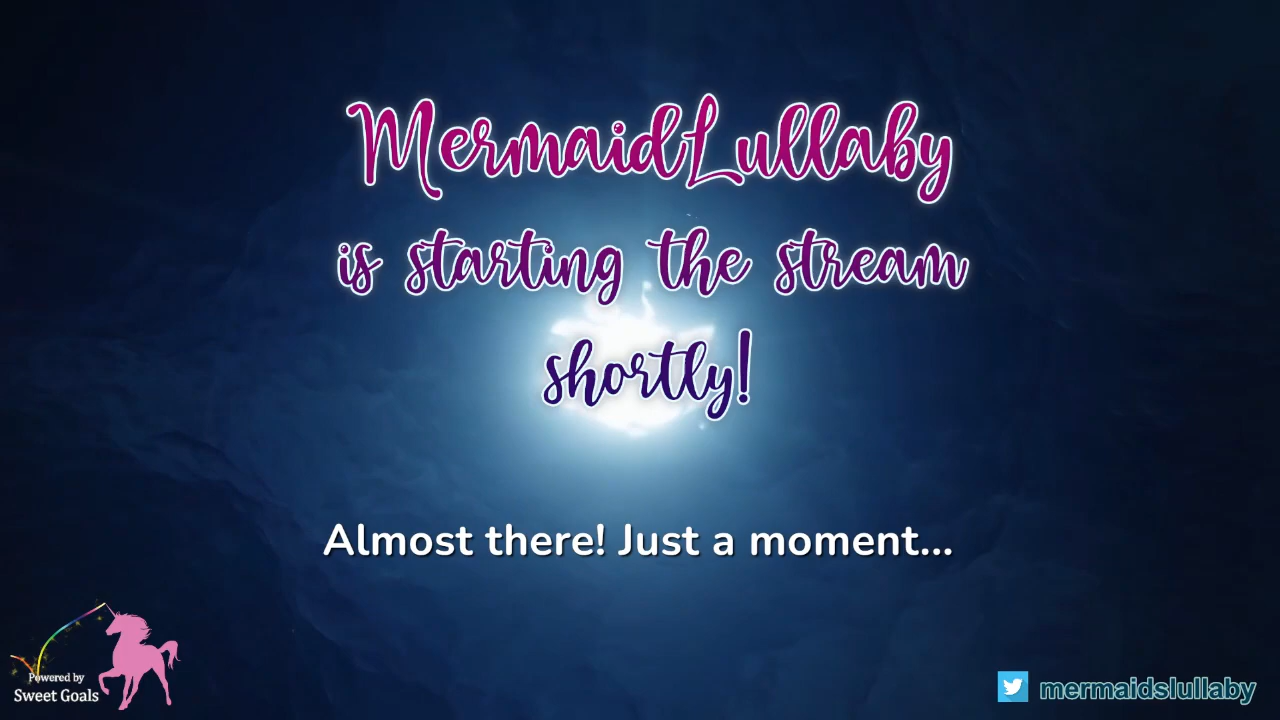 MermaidLullaby
is starting the stream
shortly!
Almost there! Just a moment...
Powered by
Sweet Goals
mermaidslullaby